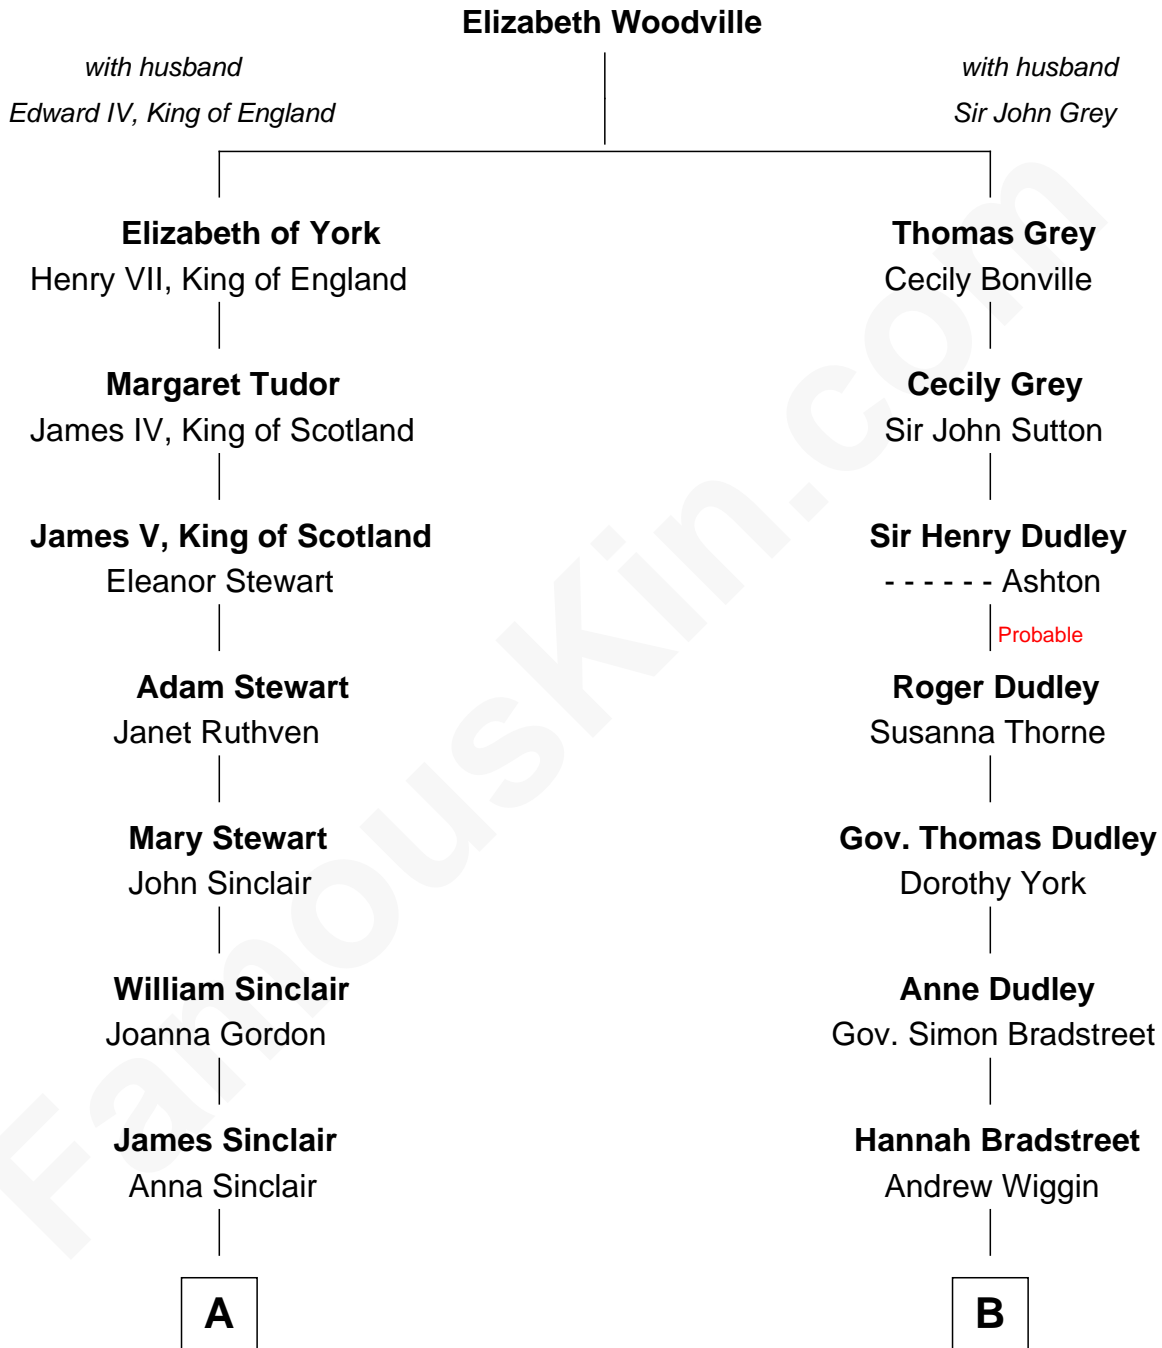 Elizabeth Woodville
with husband
Edward IV, King of England
with husband
Sir John Grey
Elizabeth of York
Henry VII, King of England
Thomas Grey
Cecily Bonville
Margaret Tudor
James IV, King of Scotland
Cecily Grey
Sir John Sutton
James V, King of Scotland
Eleanor Stewart
Sir Henry Dudley
- - - - - - Ashton
Probable
Adam Stewart
Janet Ruthven
Roger Dudley
Susanna Thorne
Mary Stewart
John Sinclair
Gov. Thomas Dudley
Dorothy York
William Sinclair
Joanna Gordon
Anne Dudley
Gov. Simon Bradstreet
James Sinclair
Anna Sinclair
Hannah Bradstreet
Andrew Wiggin
A
B
FamousKin.com